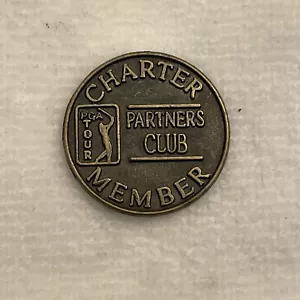 CHARTER
PGA
TOUR
PARTNERS
CLUB
MEMBER